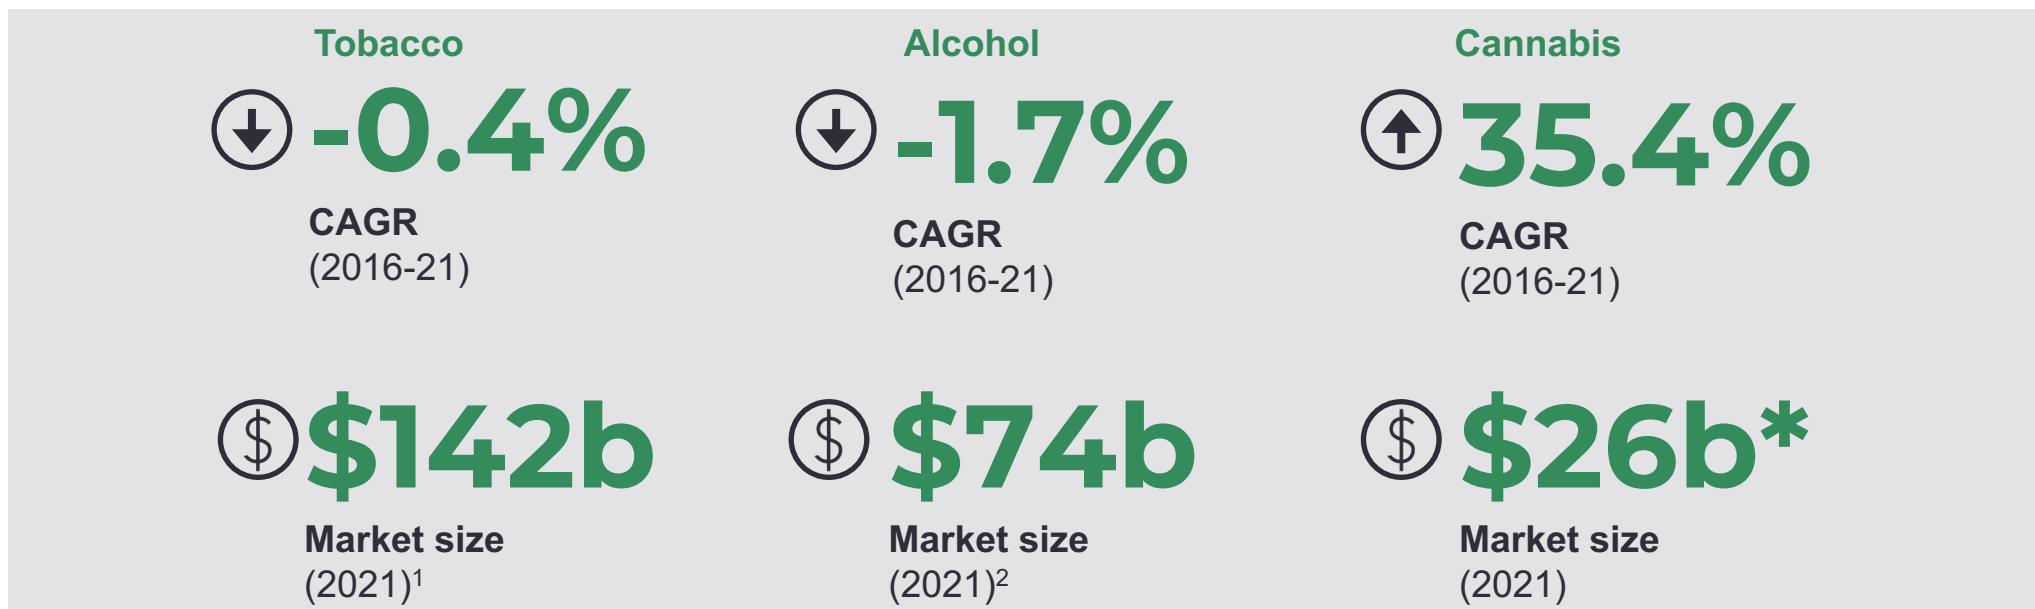 Tobacco
-0.4%
CAGR
(2016-21)
$
$142b
Market size
(2021)¹
Alcohol
-1.7%
CAGR
(2016-21)
$
$74b
Market size
(2021)²
Cannabis
35.4%
CAGR
(2016-21)
$
$26b*
Market size
(2021)